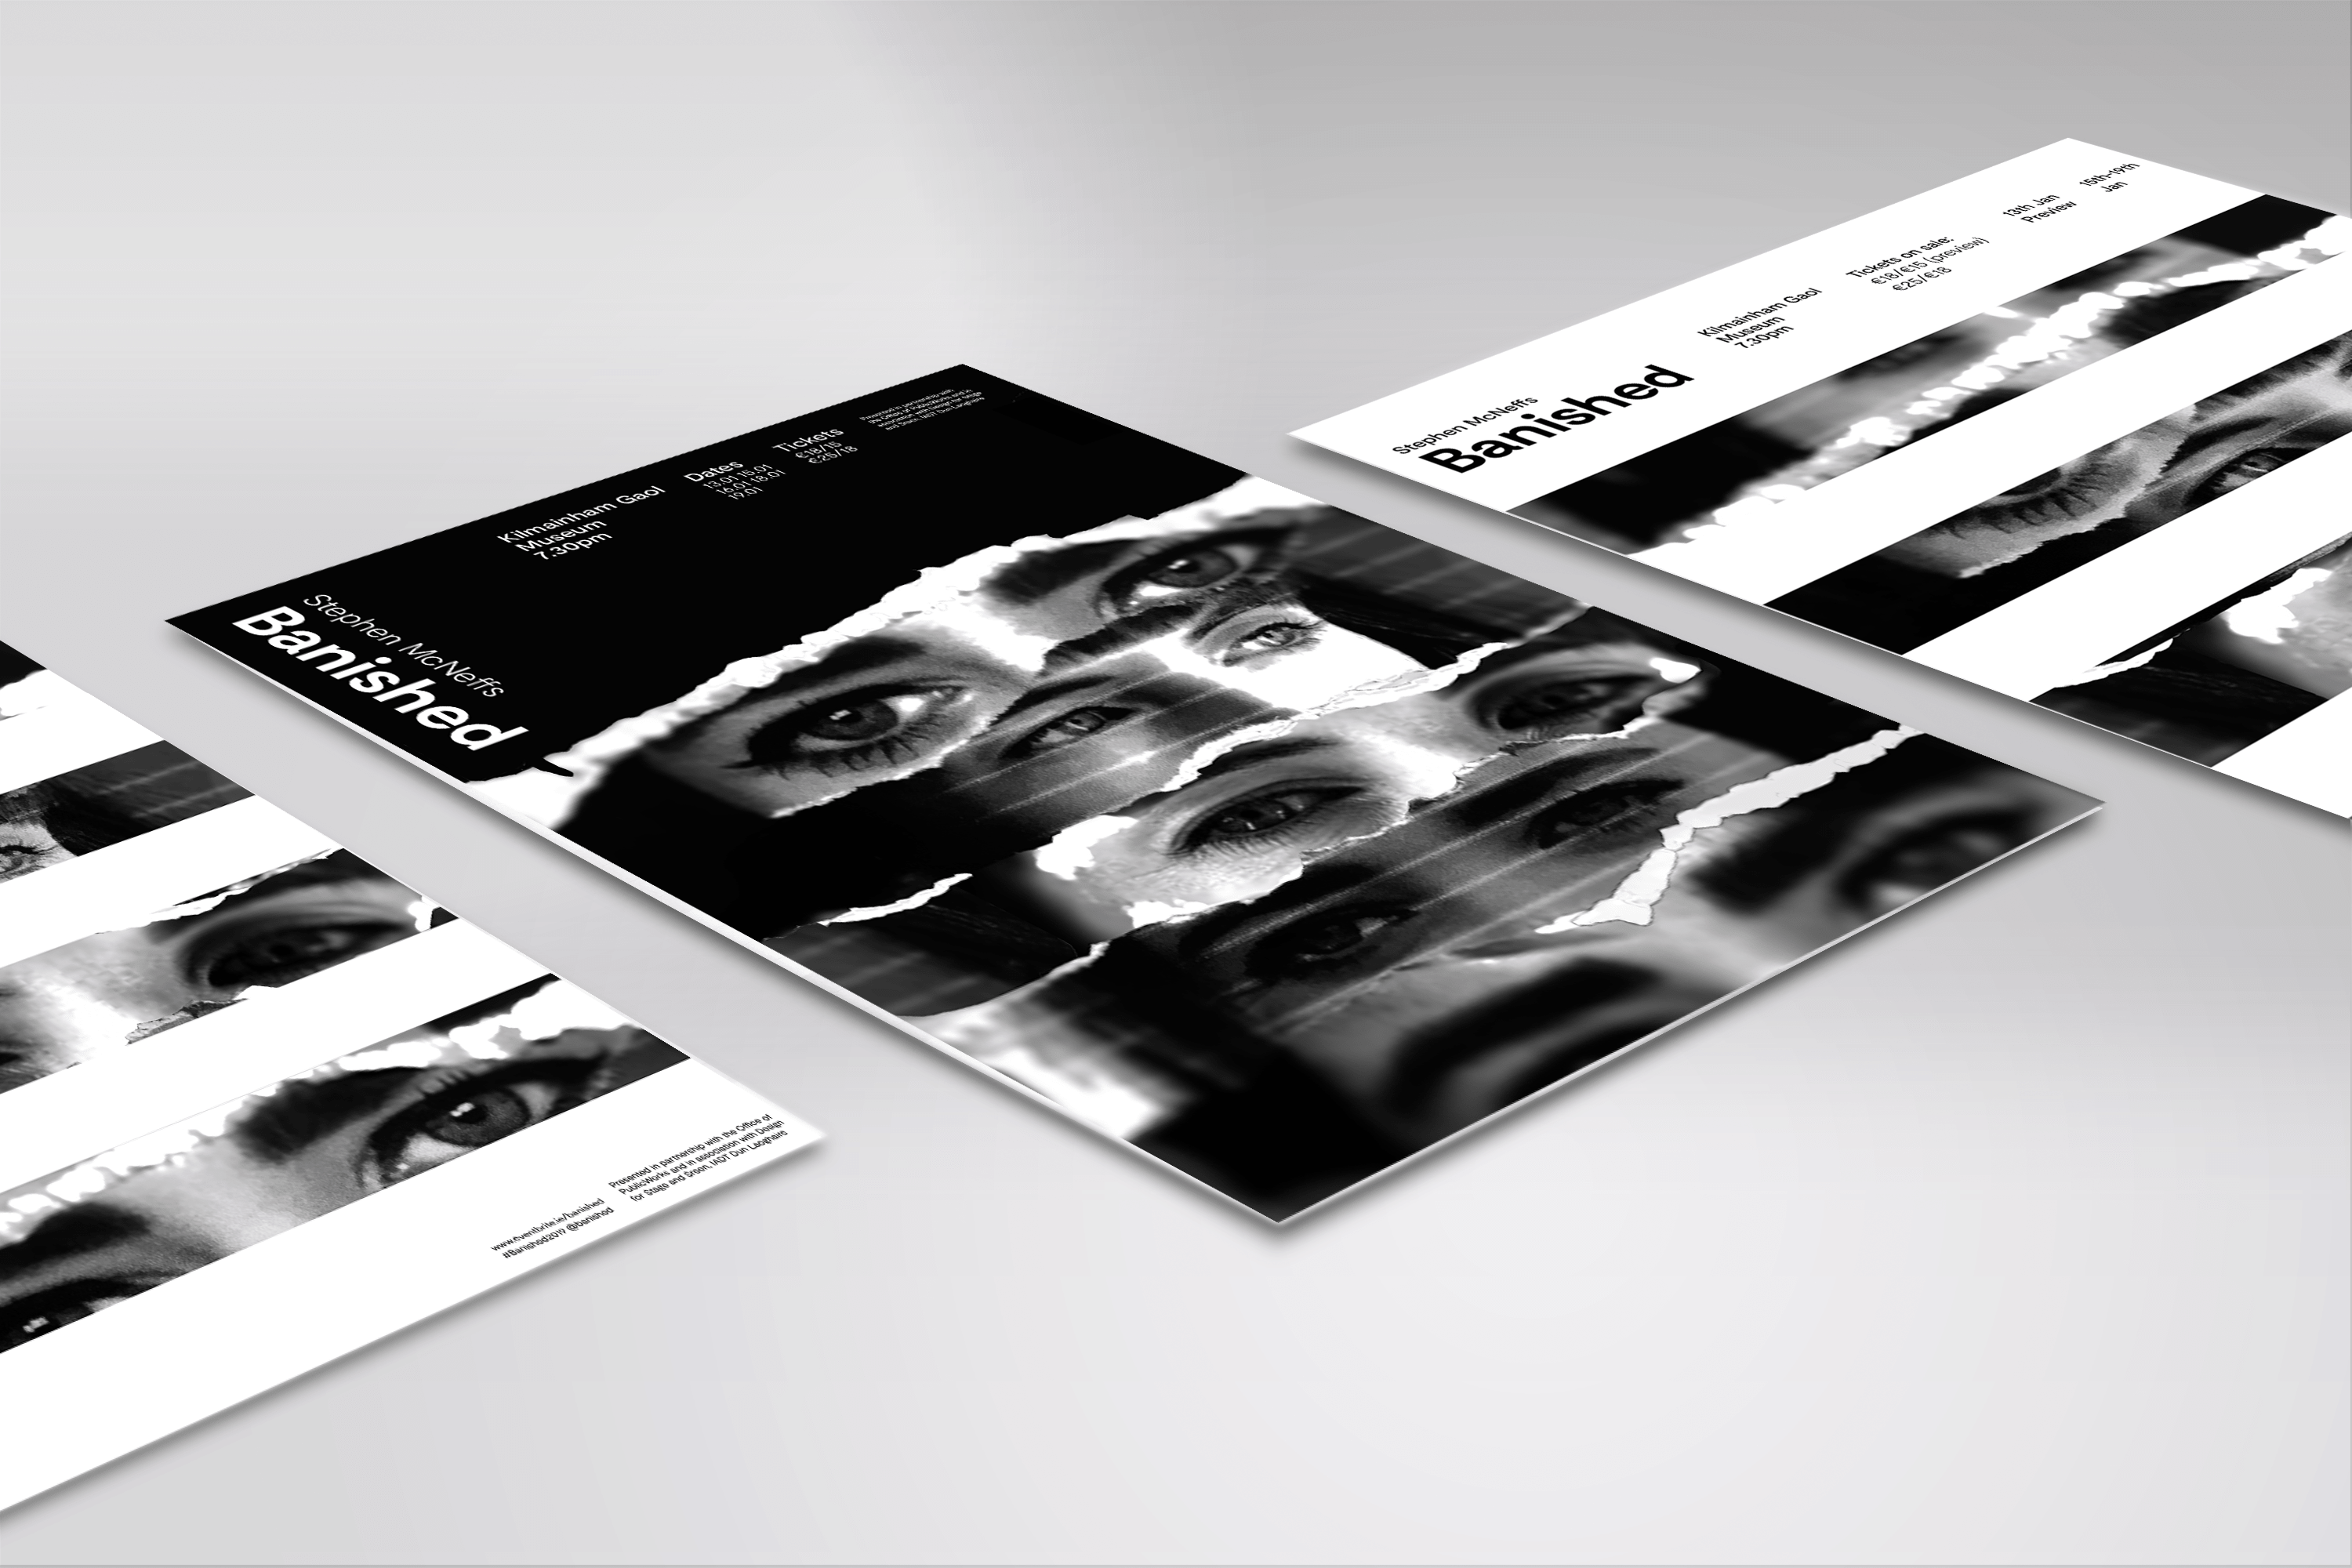 Stephen McNeffs
Banished
Kilmainham Gaol
Museum
7.30pm
Dates
13.01 15.01
16.01 18.01
19.01
Tickets
€18/15
€25/18
Presented in partnership with
the Office of PublicWorks and in
association with Design for Stage
and Sreen, IADT Dun Laoghaire
Stephen McNeffs
Banished
Kilmainham Gaol
Museum
7.30pm
Tickets on sale:
€18/€15 (preview)
€25/€18
13th Jan
Preview
15th-19th
Jan
www.eventbrite.ie/banished
#Banished2019 @banished
Presented in partnership with the Office of
PublicWorks and in association with Design
for Stage and Sreen, IADT Dun Laoghaire